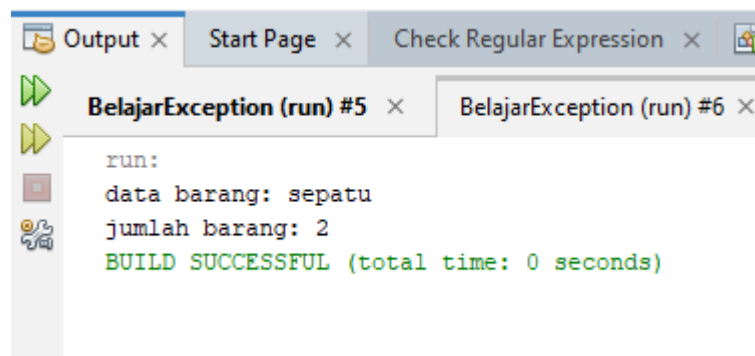 Output × Start Page × Check Regular Expression ×
BelajarException (run) #5 × BelajarException (run) #6 ×
run:
data barang: sepatu
jumlah barang: 2
BUILD SUCCESSFUL (total time: 0 seconds)